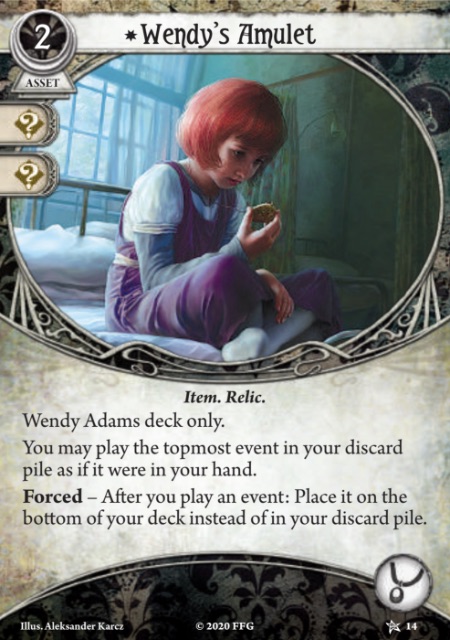 2
Wendy's Amulet
ASSET
?
?
Item. Relic.
Wendy Adams deck only.
You may play the topmost event in your discard
pile as if it were in your hand.
Forced – After you play an event: Place it on the
bottom of your deck instead of in your discard pile.
Illus. Aleksander Karcz
© 2020 FFG
14